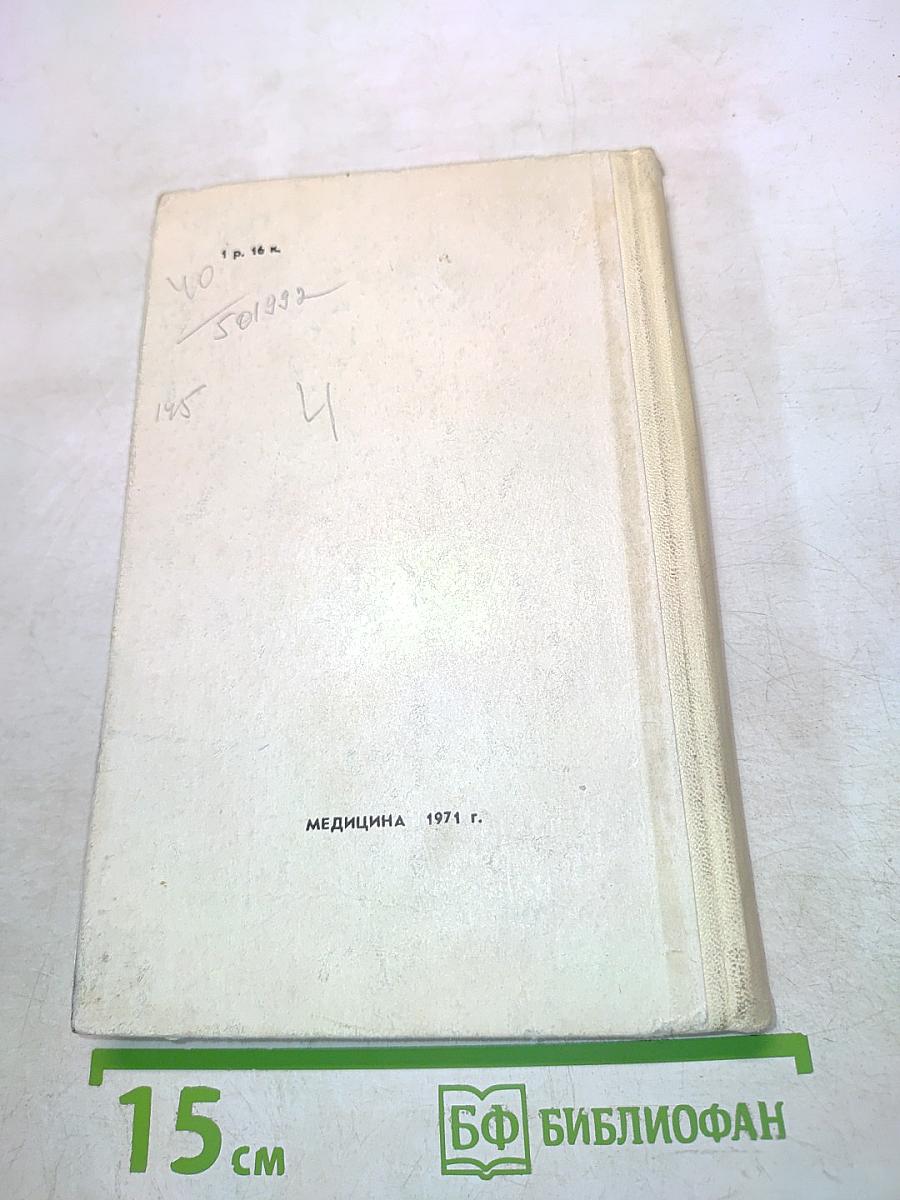 1 р. 16 к.
40
501992
145
Ч
МЕДИЦИНА 1971 г.
15 см
БФ БИБЛИОФАН